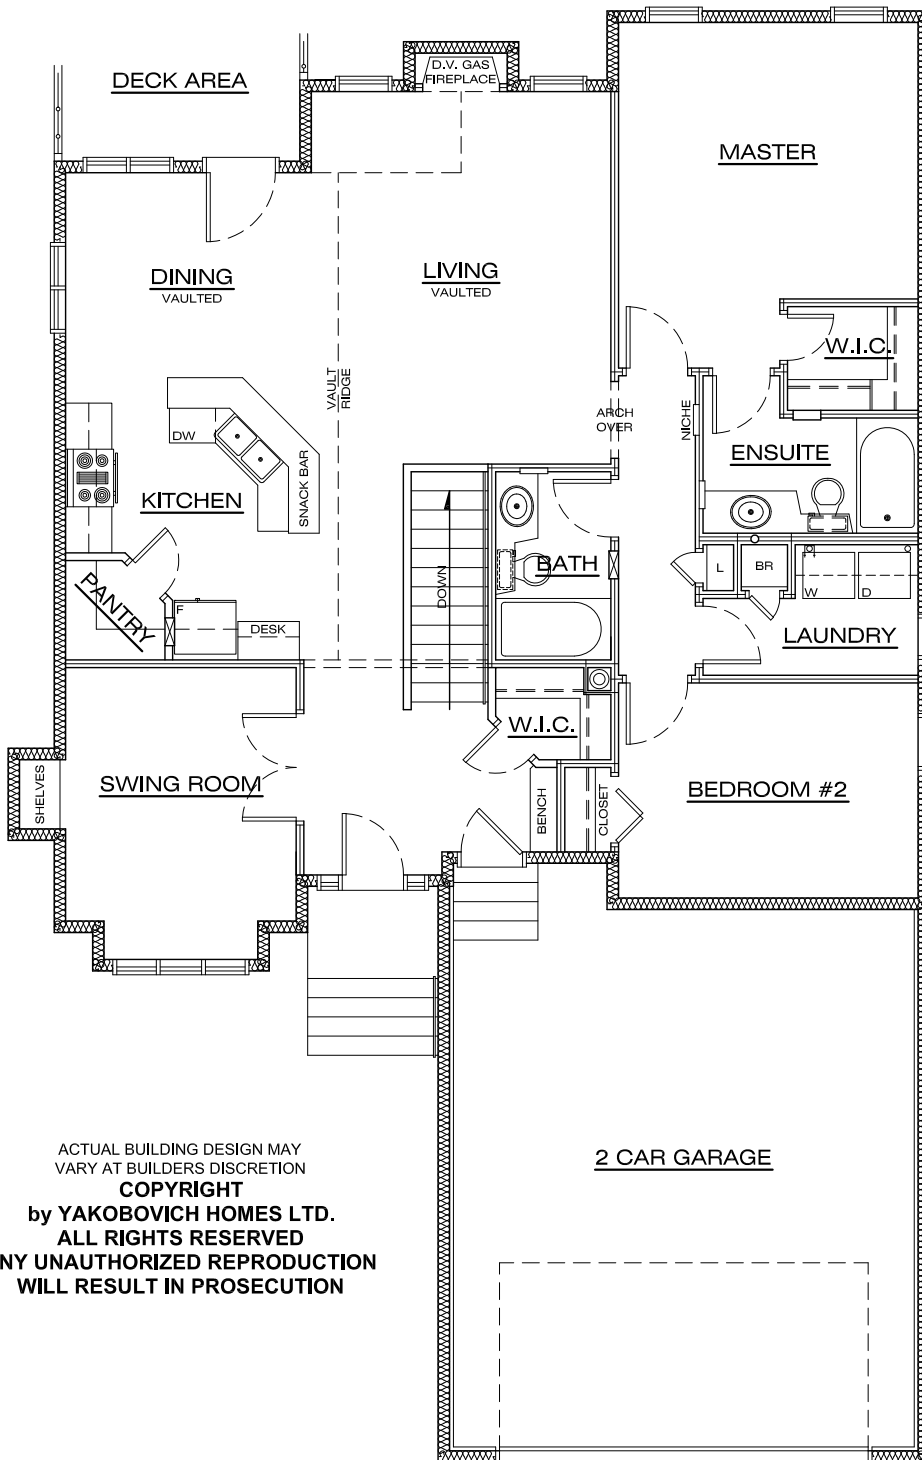 D.V. GAS
FIREPLACE
DECK AREA
MASTER
DINING
VAULTED
LIVING
VAULTED
W.I.C.
VAULT
RIDGE
ARCH
OVER
NICHE
DW
SNACK BAR
ENSUITE
KITCHEN
DOWN
BATH
L
BR
W
D
PANTRY
F
DESK
LAUNDRY
W.I.C.
SHELVES
SWING ROOM
BENCH
CLOSET
BEDROOM #2
2 CAR GARAGE
ACTUAL BUILDING DESIGN MAY
VARY AT BUILDERS DISCRETION
COPYRIGHT
by YAKOBOVICH HOMES LTD.
ALL RIGHTS RESERVED
NY UNAUTHORIZED REPRODUCTION
WILL RESULT IN PROSECUTION